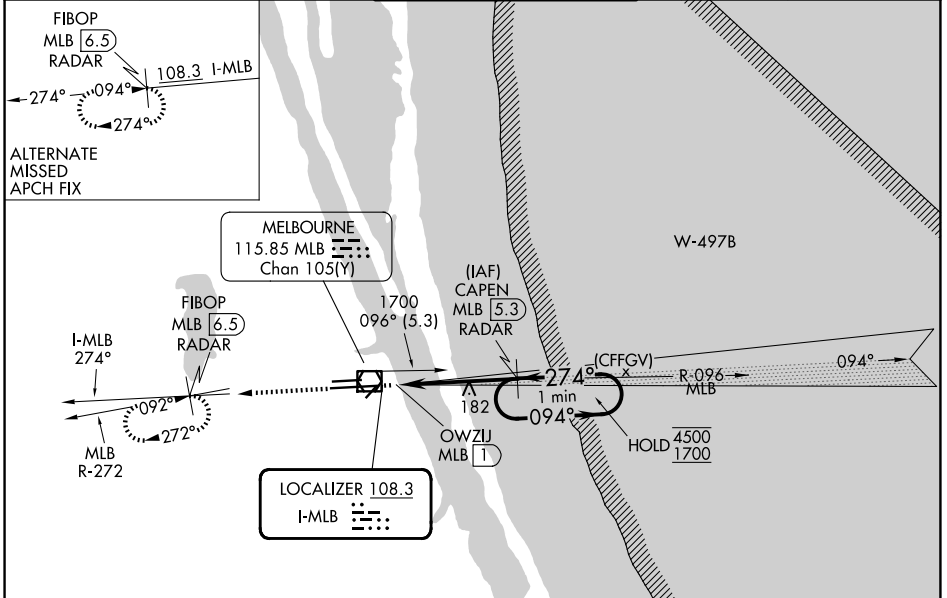 FIBOP
MLB 6.5
RADAR
108.3 I-MLB
274°
094°
274°
ALTERNATE
MISSED
APCH FIX
MELBOURNE
115.85 MLB
Chan 105(Y)
W-497B
(IAF)
CAPEN
MLB 5.3
RADAR
1700
096° (5.3)
FIBOP
MLB 6.5
RADAR
I-MLB
274°
(CFFGV)
x
094°
274°
R-096
MLB
1 min
094°
182
092°
272°
MLB
R-272
OWZIJ
MLB 1
HOLD 4500
1700
LOCALIZER 108.3
I-MLB